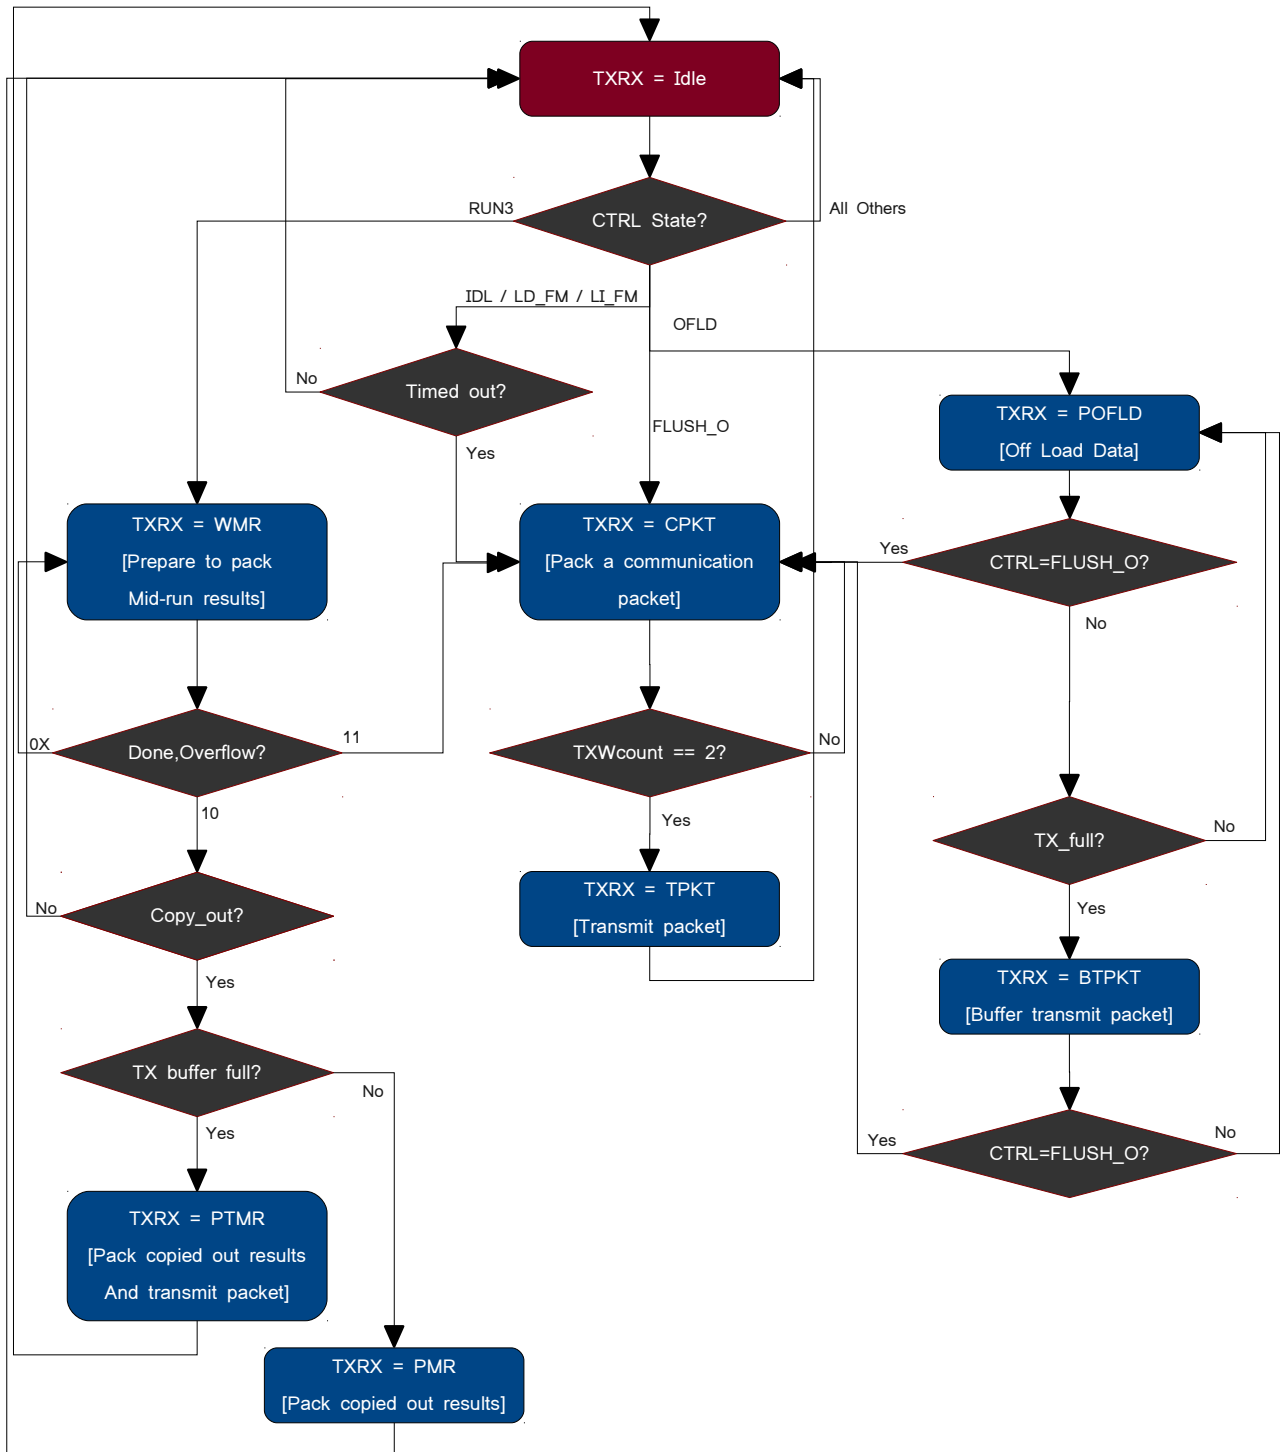 TXRX = Idle
CTRL State?
RUN3
All Others
IDL / LD_FM / LI_FM
OFLD
Timed out?
No
Yes
FLUSH_O
TXRX = POFLD
[Off Load Data]
TXRX = WMR
[Prepare to pack
Mid-run results]
TXRX = CPKT
[Pack a communication
packet]
CTRL=FLUSH_O?
Yes
No
Done,Overflow?
0X
11
10
TXWcount == 2?
No
Yes
TX_full?
No
Yes
Copy_out?
No
Yes
TXRX = TPKT
[Transmit packet]
TXRX = BTPKT
[Buffer transmit packet]
TX buffer full?
No
Yes
CTRL=FLUSH_O?
Yes
No
TXRX = PTMR
[Pack copied out results
And transmit packet]
TXRX = PMR
[Pack copied out results]